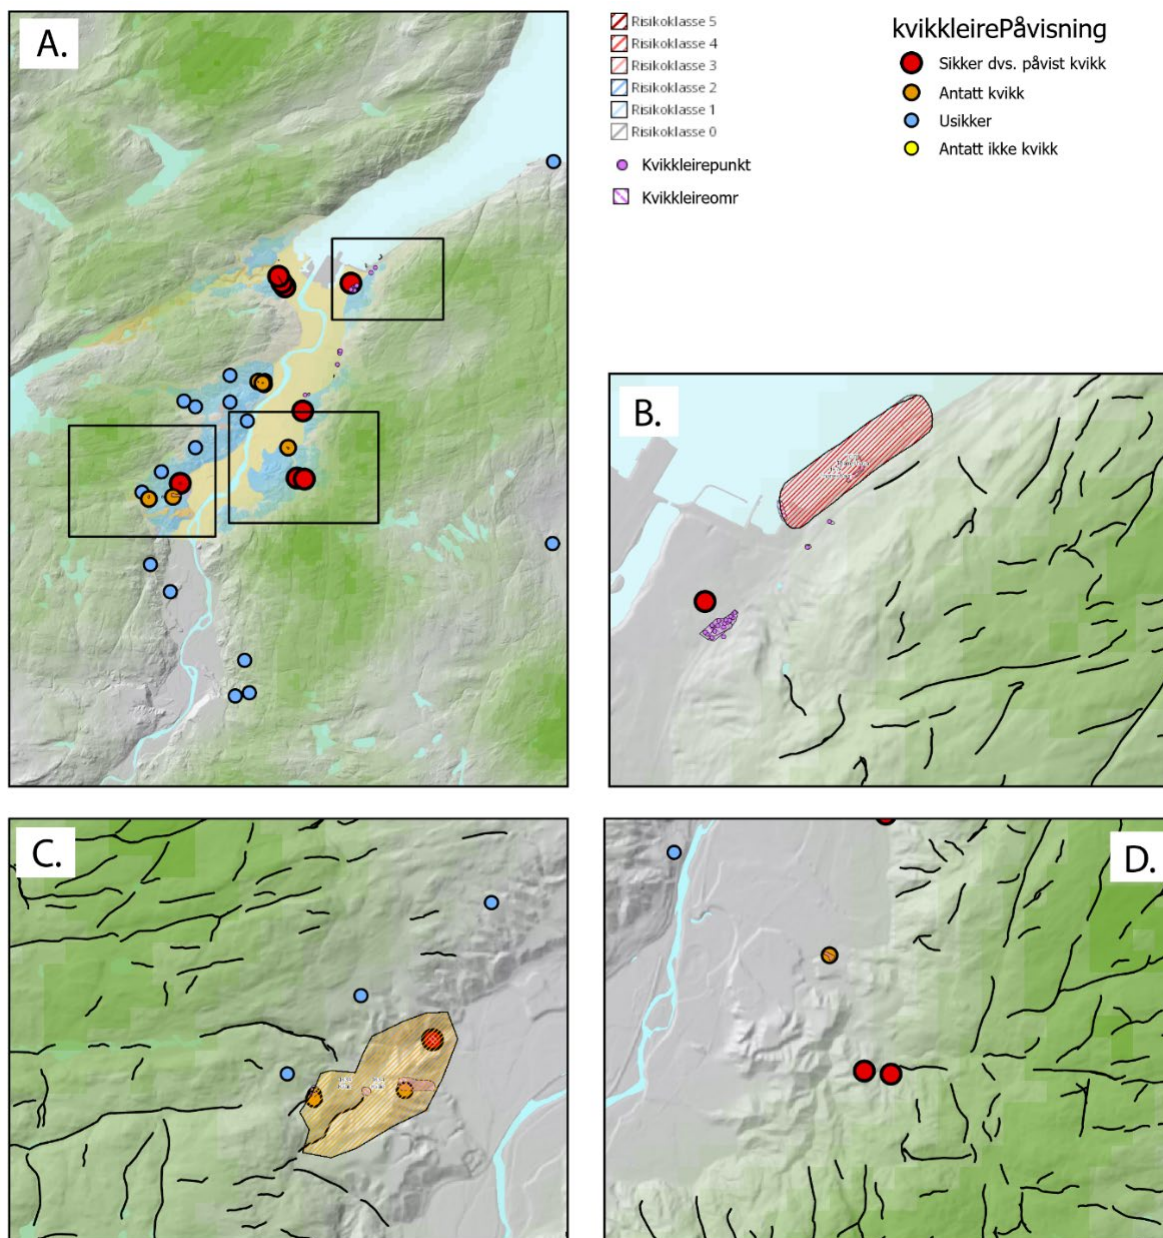 A.
Risikoklasse 5
Risikoklasse 4
Risikoklasse 3
Risikoklasse 2
Risikoklasse 1
Risikoklasse 0
Kvikkleirepunkt
Kvikkleireomr
kvikkleirePåvisning
Sikker dvs. påvist kvikk
Antatt kvikk
Usikker
Antatt ikke kvikk
B.
C.
D.